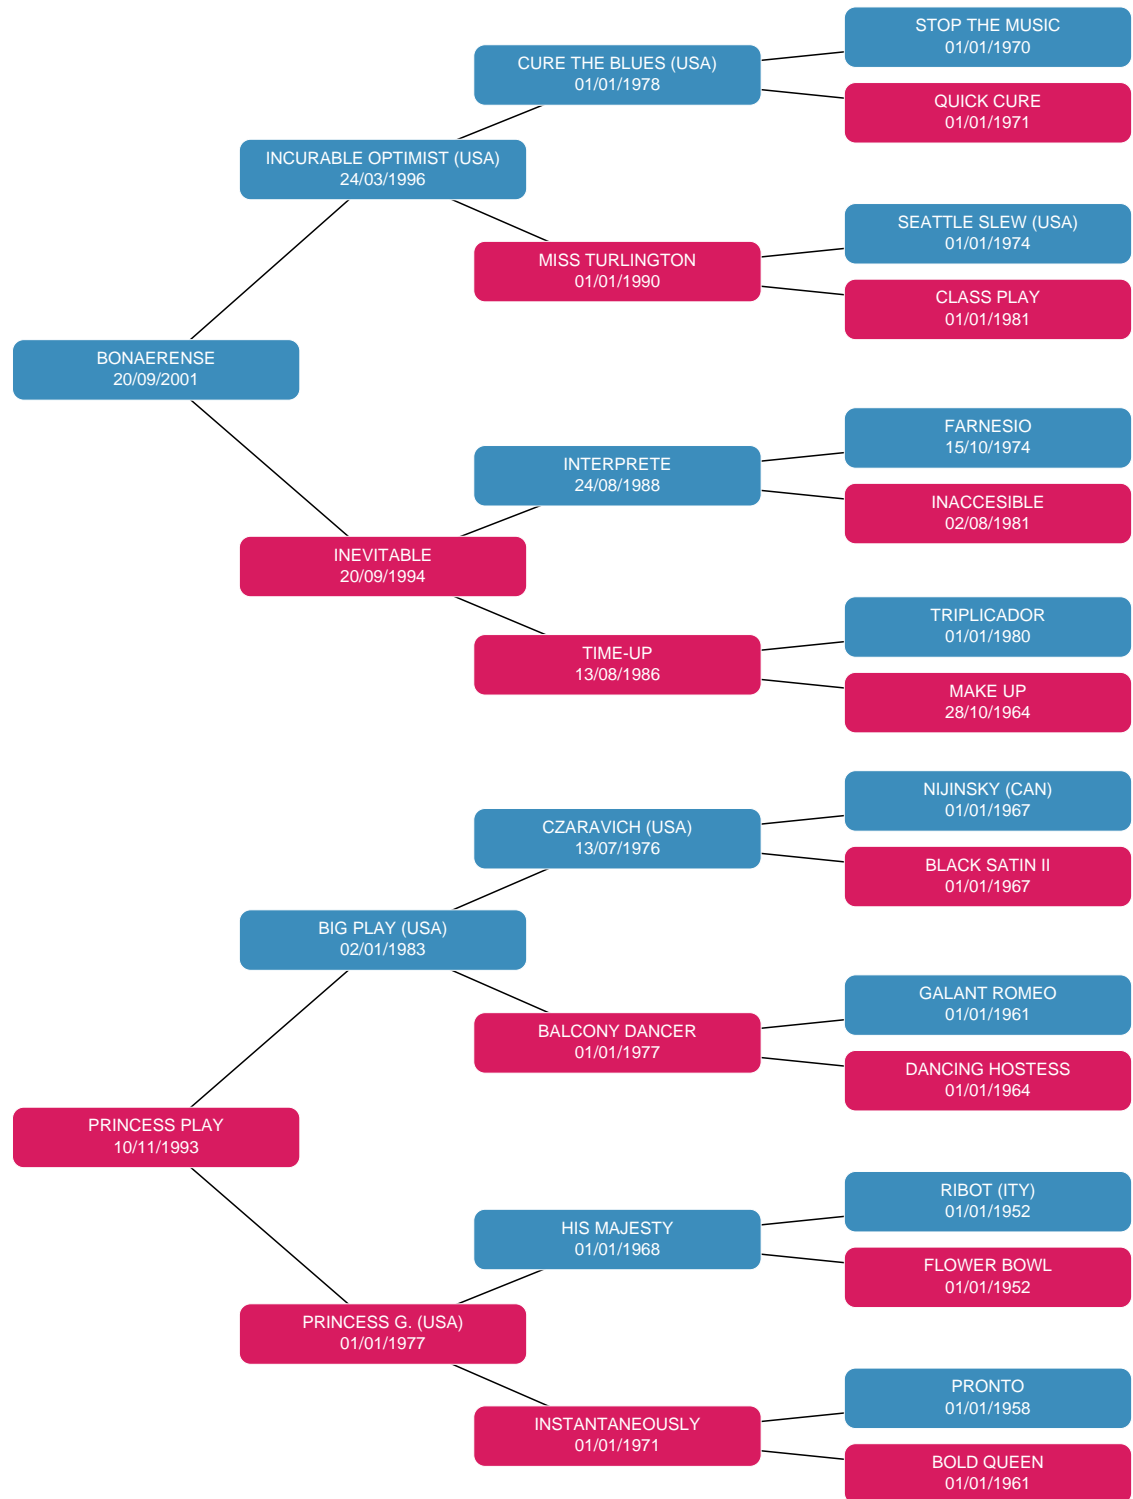 STOP THE MUSIC
01/01/1970
CURE THE BLUES (USA)
01/01/1978
QUICK CURE
01/01/1971
INCURABLE OPTIMIST (USA)
24/03/1996
SEATTLE SLEW (USA)
01/01/1974
MISS TURLINGTON
01/01/1990
CLASS PLAY
01/01/1981
BONAERENSE
20/09/2001
FARNESIO
15/10/1974
INTERPRETE
24/08/1988
INACCESIBLE
02/08/1981
INEVITABLE
20/09/1994
TRIPLICADOR
01/01/1980
TIME-UP
13/08/1986
MAKE UP
28/10/1964
NIJINSKY (CAN)
01/01/1967
CZARAVICH (USA)
13/07/1976
BLACK SATIN II
01/01/1967
BIG PLAY (USA)
02/01/1983
GALANT ROMEO
01/01/1961
BALCONY DANCER
01/01/1977
DANCING HOSTESS
01/01/1964
PRINCESS PLAY
10/11/1993
RIBOT (ITY)
01/01/1952
HIS MAJESTY
01/01/1968
FLOWER BOWL
01/01/1952
PRINCESS G. (USA)
01/01/1977
PRONTO
01/01/1958
INSTANTANEOUSLY
01/01/1971
BOLD QUEEN
01/01/1961